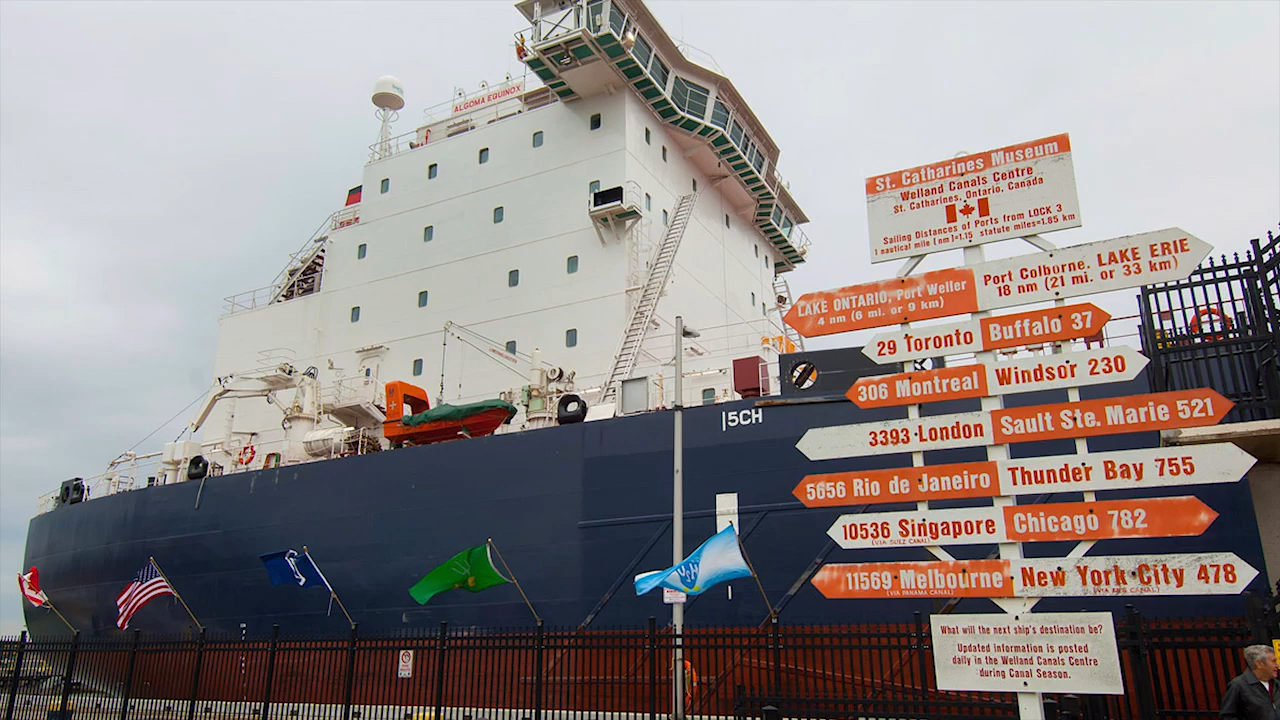 ALGOMA EQUINOX
St. Catharines Museum
Welland Canals Centre
St. Catharines, Ontario, Canada
Sailing Distances of Ports from LOCK 3
1 nautical mile (nm)=1.15 statute miles=1.85 km
LAKE ONTARIO, Port Weller
4 nm (6 mi. or 9 km)
Port Colborne, LAKE ERIE
18 nm (21 mi. or 33 km)
29 Toronto
Buffalo 37
306 Montreal
Windsor 230
3393 London
Sault Ste. Marie 521
5656 Rio de Janeiro
Thunder Bay 755
10536 Singapore
(VIA SUEZ CANAL)
Chicago 782
11569 Melbourne
(VIA PANAMA CANAL)
New York City 478
What will the next ship's destination be?
Updated information is posted
daily in the Welland Canals Centre
during Canal Season.
15CH